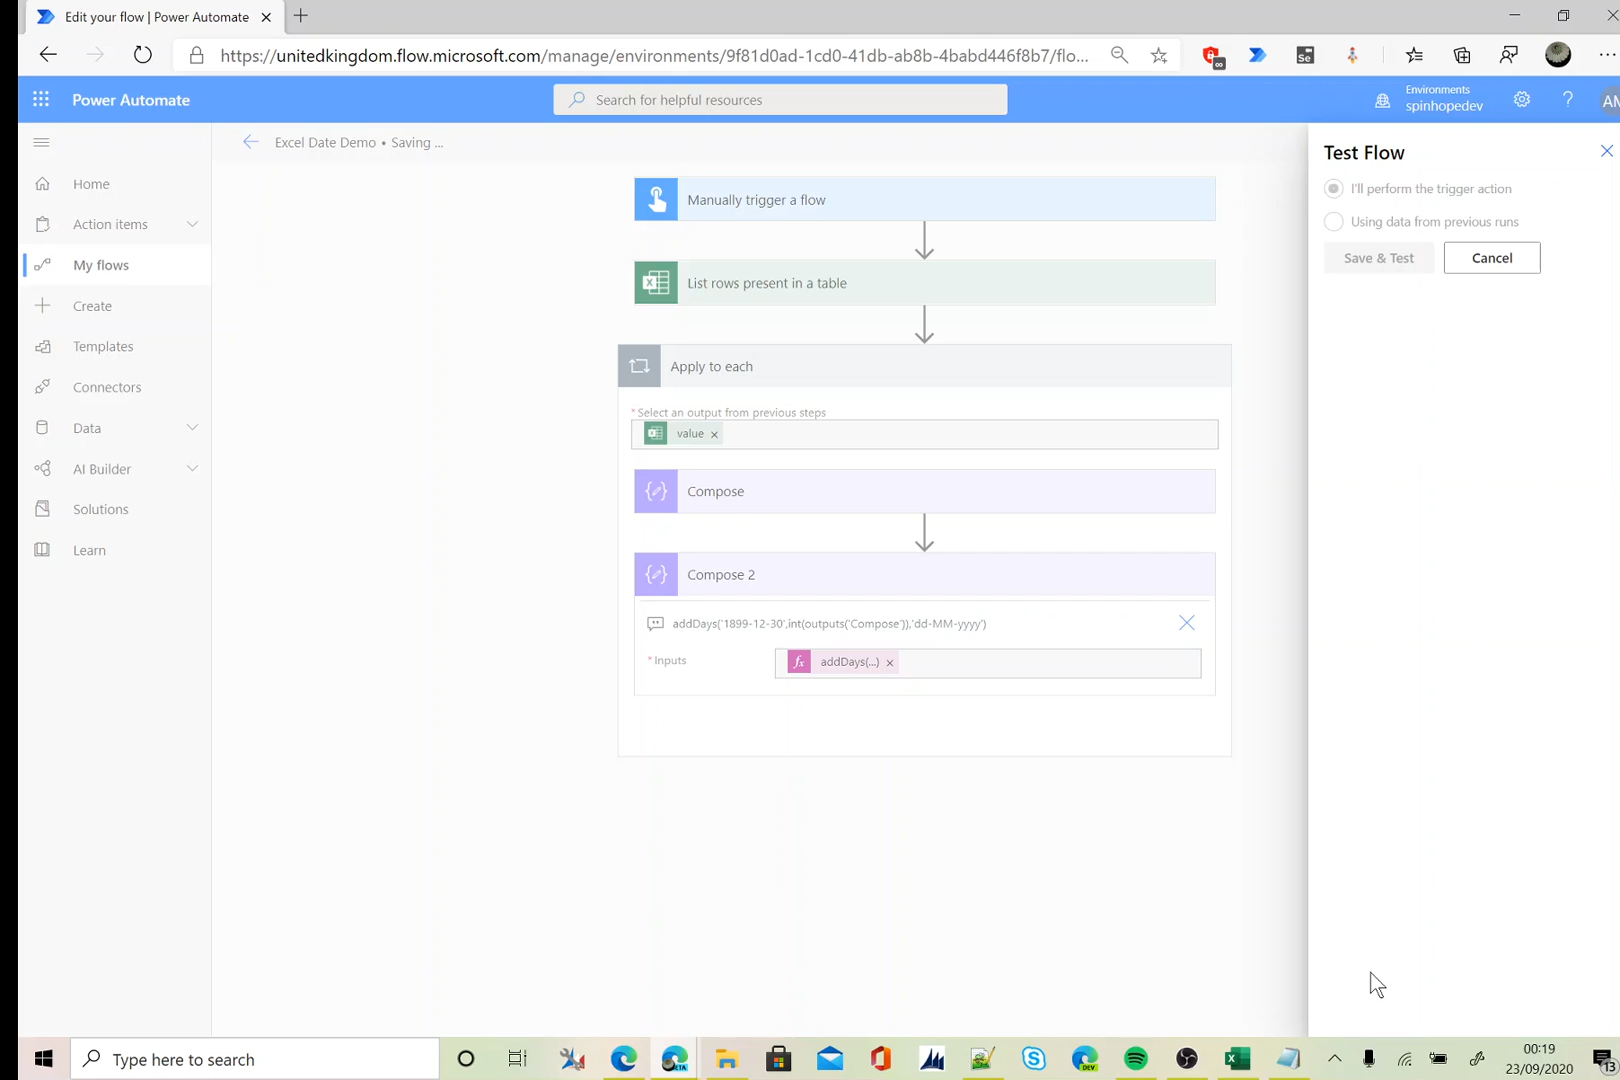 Edit your flow | Power Automate
https://unitedkingdom.flow.microsoft.com/manage/environments/9f81d0ad-1cd0-41db-ab8b-4babd446f8b7/flo...
Power Automate
Search for helpful resources
Environments
spinhopedev
?
AM
Excel Date Demo • Saving ...
Home
Action items
My flows
Create
Templates
Connectors
Data
AI Builder
Solutions
Learn
Manually trigger a flow
List rows present in a table
Apply to each
* Select an output from previous steps
value
Compose
Compose 2
addDays('1899-12-30',int(outputs('Compose')),'dd-MM-yyyy')
* Inputs
fx addDays(...)
Test Flow
I'll perform the trigger action
Using data from previous runs
Save & Test
Cancel
Type here to search
BETA
DEV
00:19
23/09/2020
13